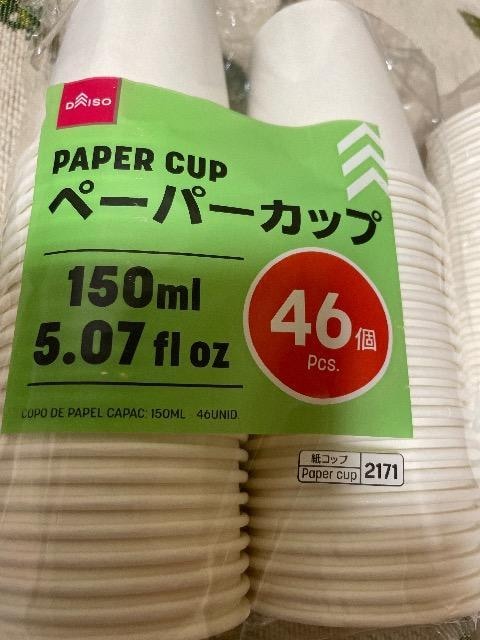 DAISO
PAPER CUP
ペーパーカップ
150ml
5.07 fl oz
46個
Pcs.
COPO DE PAPEL CAPAC: 150ML - 46UNID.
紙コップ
Paper cup 2171